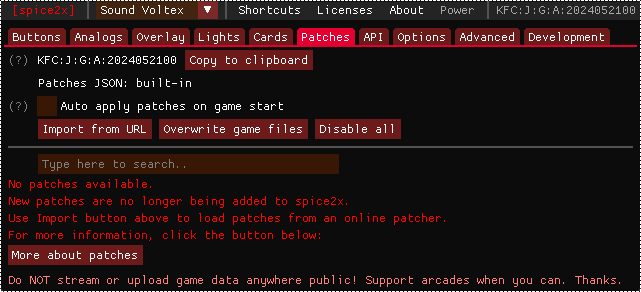 [spice2x] Sound Voltex ▼ Shortcuts Licenses About Power KFC:J:G:A:2024052100
Buttons Analogs Overlay Lights Cards Patches API Options Advanced Development
(?) KFC:J:G:A:2024052100 Copy to clipboard
Patches JSON: built-in
(?) Auto apply patches on game start
Import from URL Overwrite game files Disable all
Type here to search..
No patches available.
New patches are no longer being added to spice2x.
Use Import button above to load patches from an online patcher.
For more information, click the button below:
More about patches
Do NOT stream or upload game data anywhere public! Support arcades when you can. Thanks.